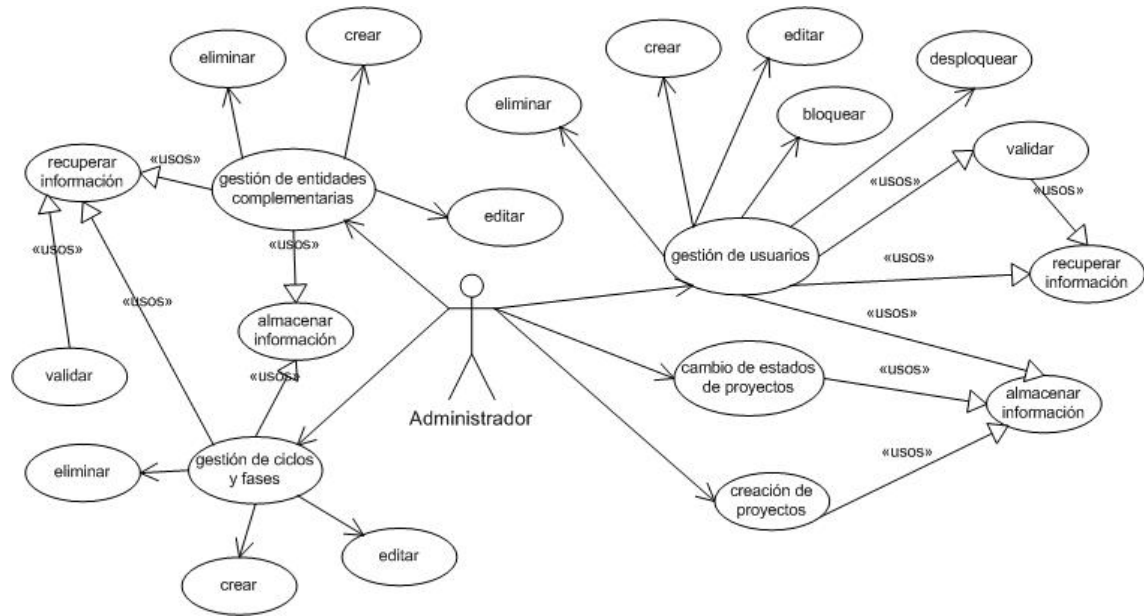 crear
eliminar
recuperar
información
«usos»
gestión de entidades
complementarias
editar
«usos»
«usos»
«usos»
almacenar
información
«usos»
validar
Administrador
gestión de ciclos
y fases
eliminar
editar
crear
editar
crear
desploquear
eliminar
bloquear
validar
«usos»
«usos»
gestión de usuarios
«usos»
recuperar
información
«usos»
cambio de estados
de proyectos
«usos»
almacenar
información
«usos»
creación de
proyectos